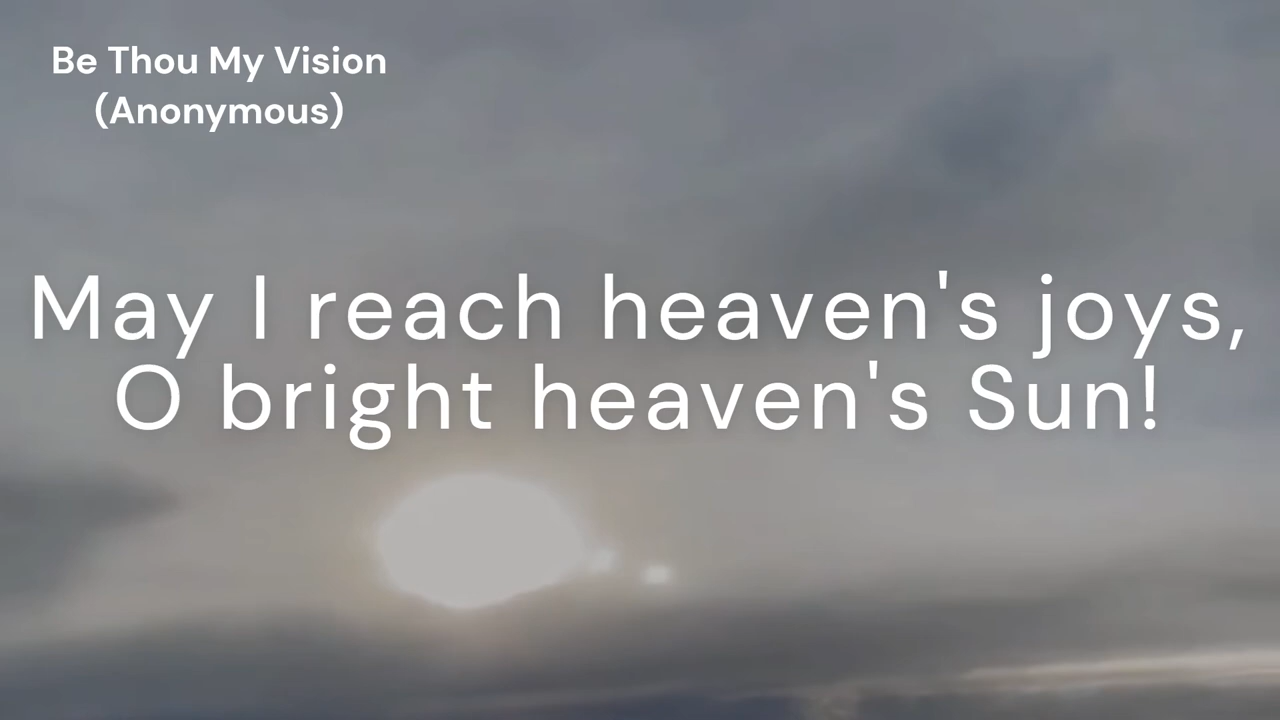 Be Thou My Vision
(Anonymous)
May I reach heaven's joys,
O bright heaven's Sun!